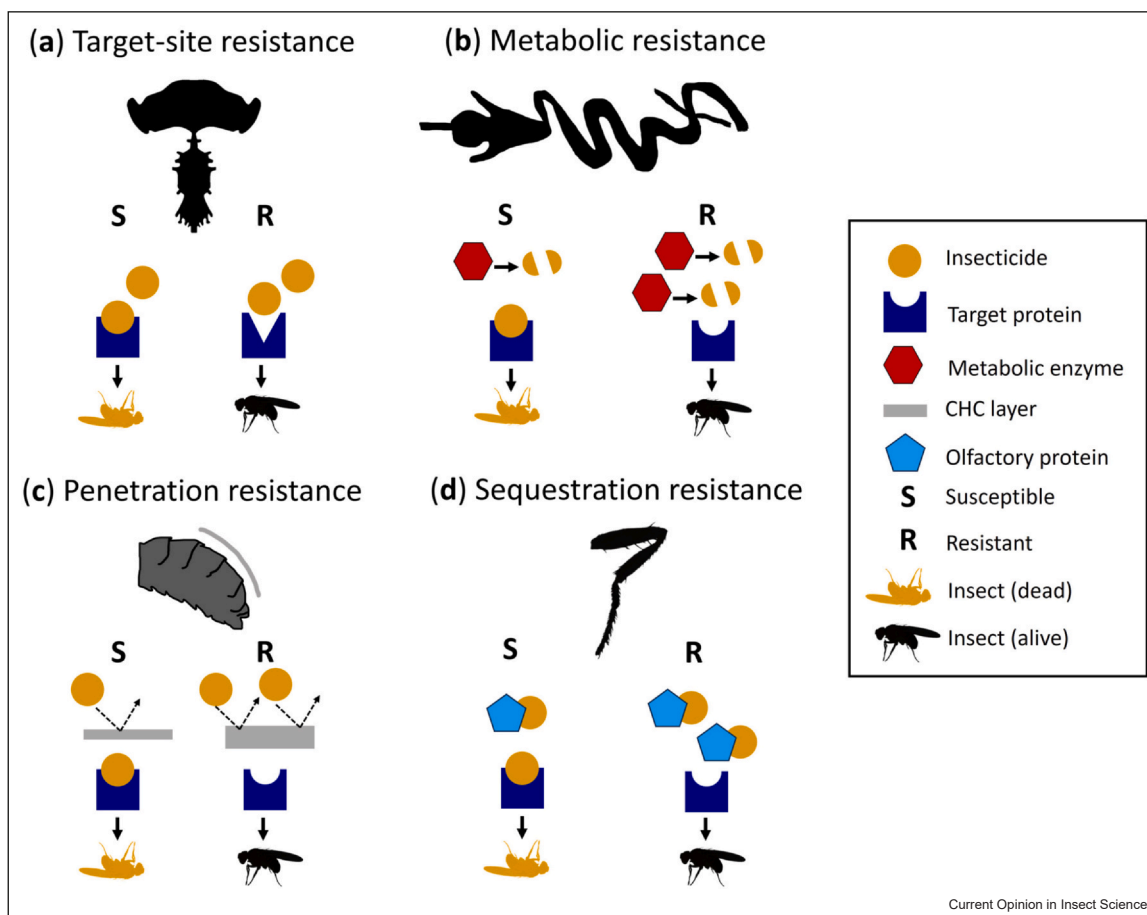 (a) Target-site resistance
(b) Metabolic resistance
S
R
S
R
(c) Penetration resistance
(d) Sequestration resistance
S
R
S
R
Insecticide
Target protein
Metabolic enzyme
CHC layer
Olfactory protein
S Susceptible
R Resistant
Insect (dead)
Insect (alive)
Current Opinion in Insect Science